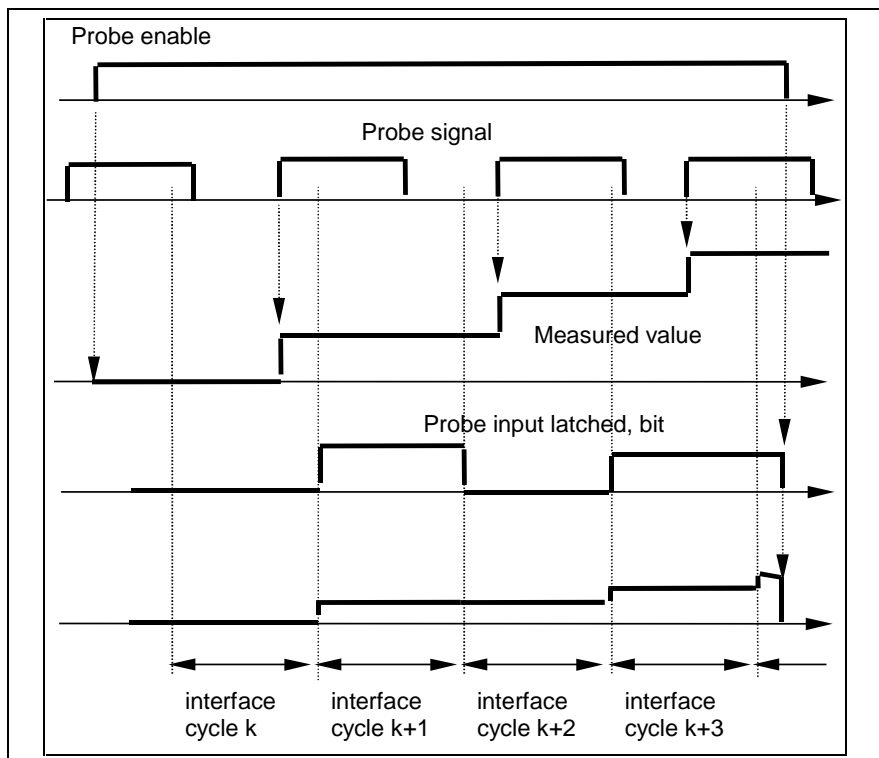 Probe enable
Probe signal
Measured value
Probe input latched, bit
interface
cycle k
interface
cycle k+1
interface
cycle k+2
interface
cycle k+3